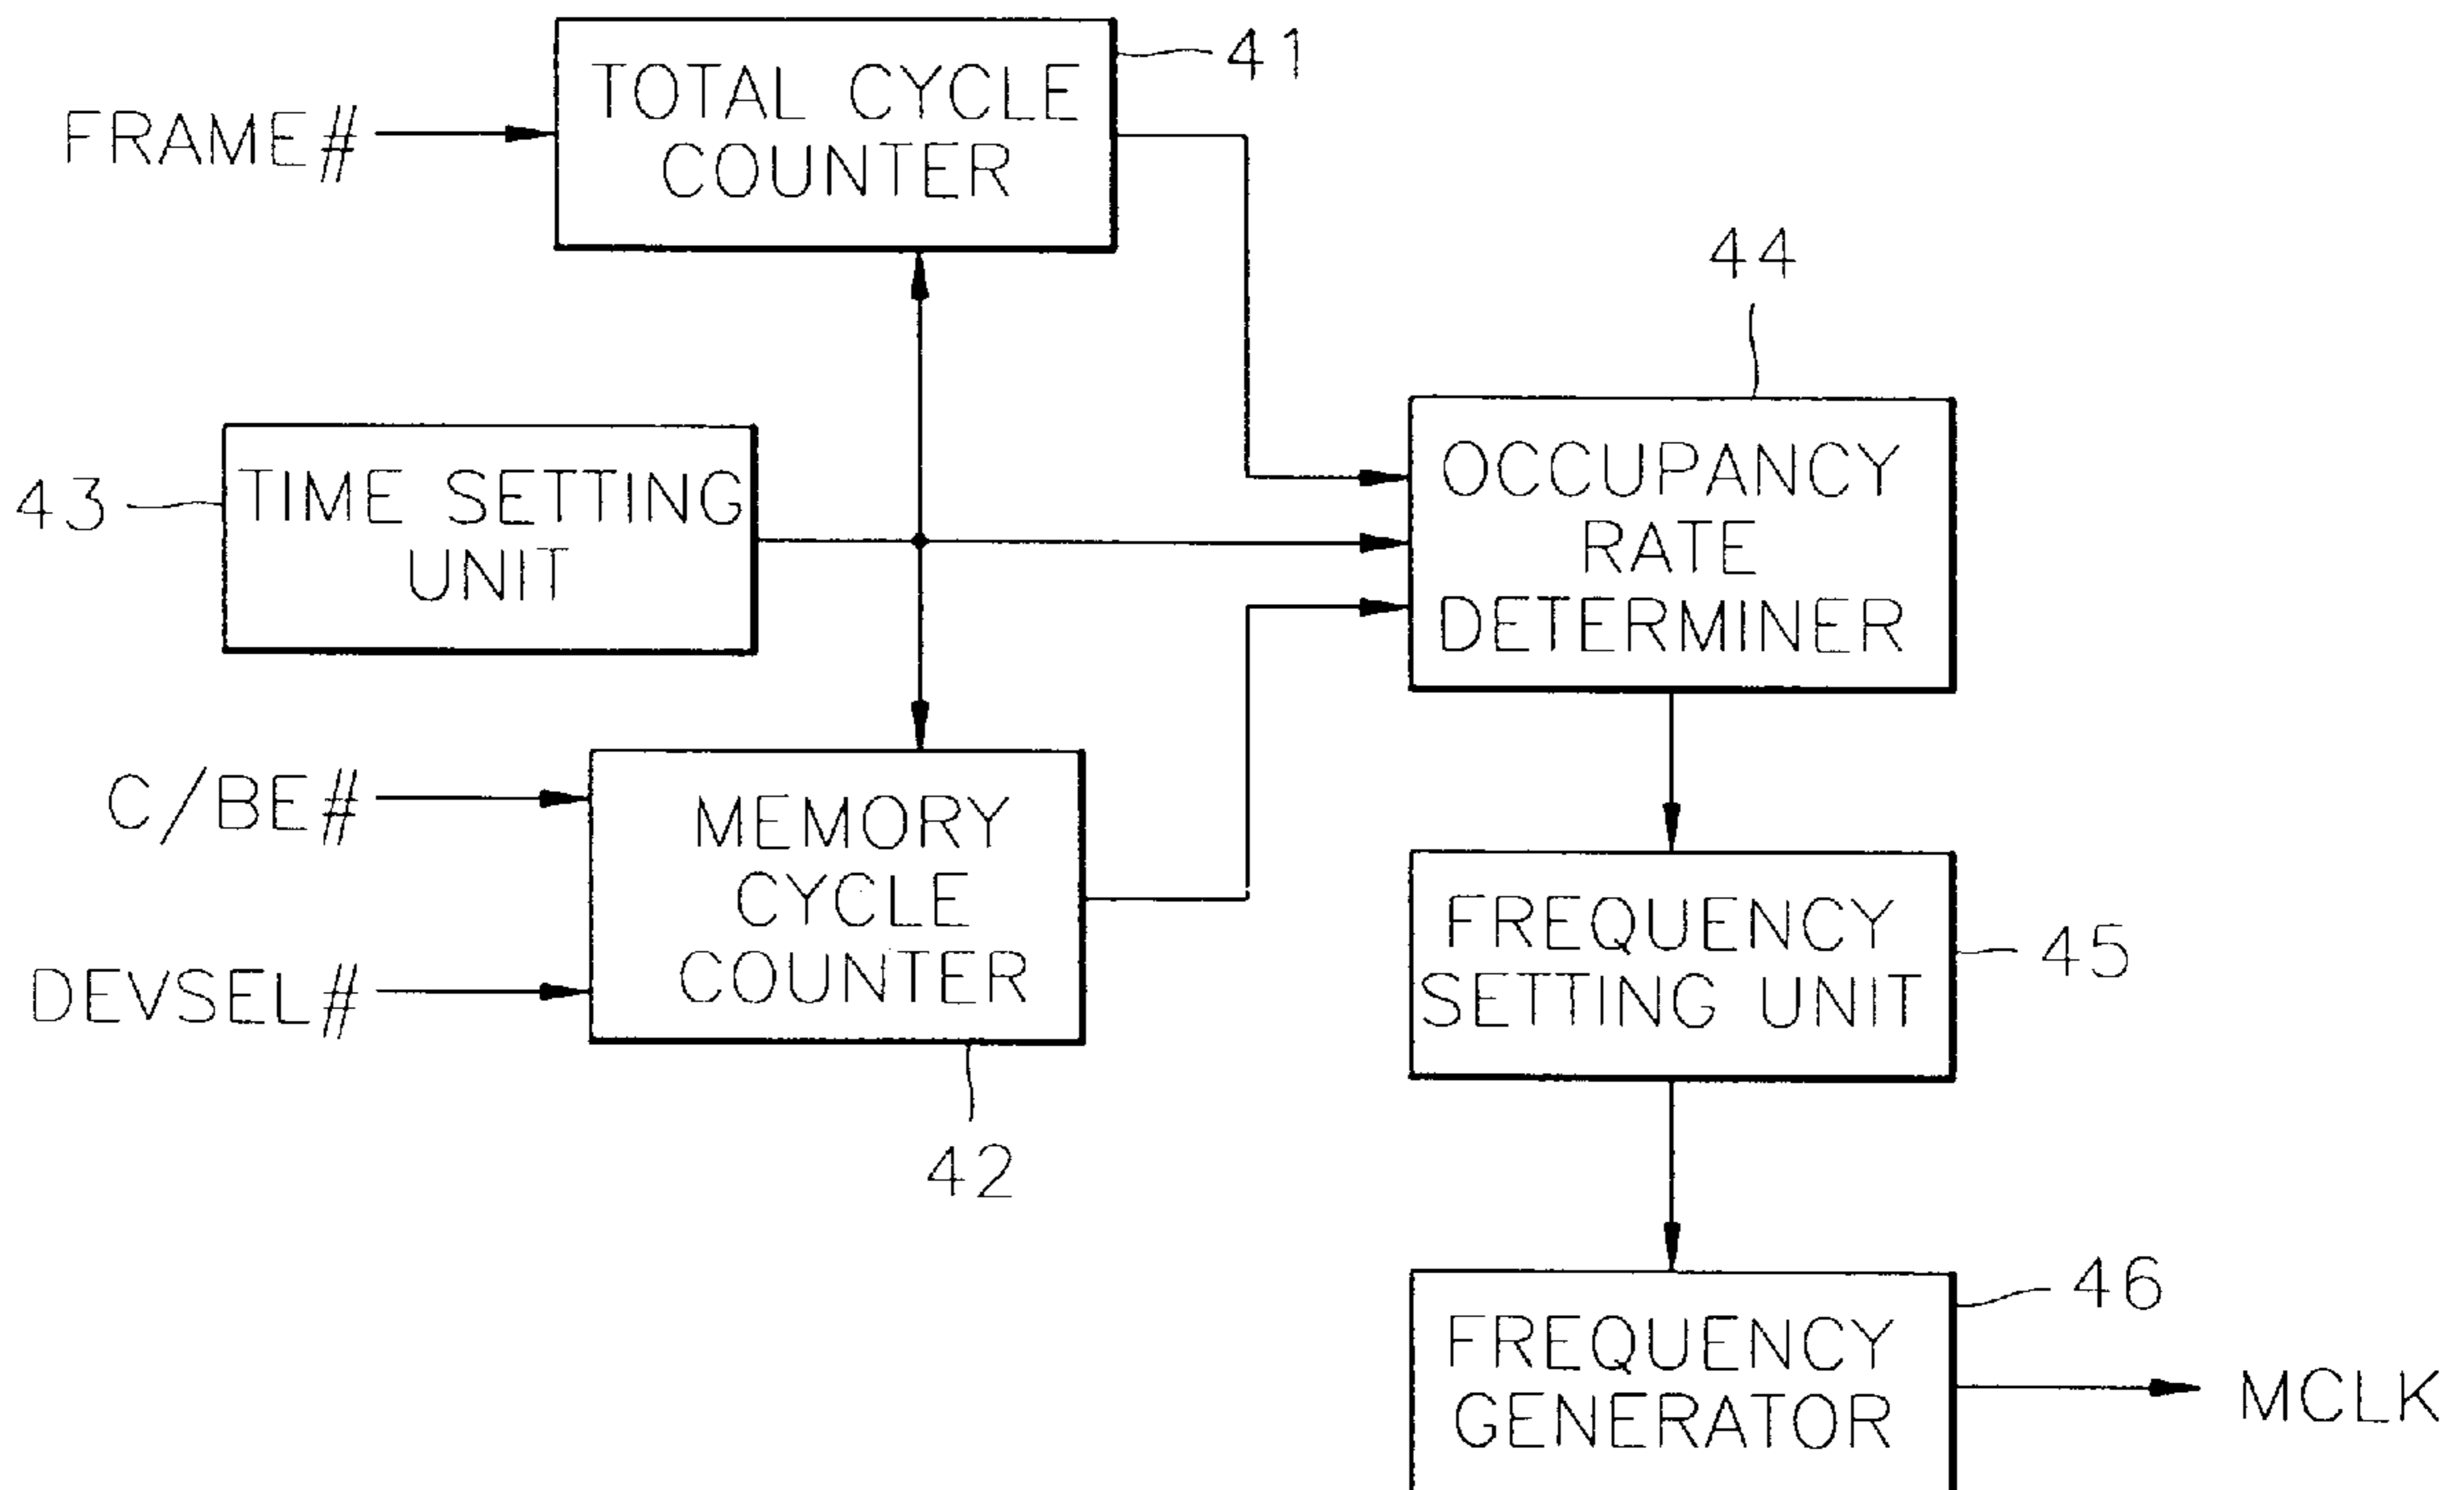 41
TOTAL CYCLE
COUNTER
FRAME#
44
43
TIME SETTING
UNIT
OCCUPANCY
RATE
DETERMINER
C/BE#
MEMORY
CYCLE
COUNTER
DEVSEL#
42
FREQUENCY
SETTING UNIT
45
46
FREQUENCY
GENERATOR
MCLK